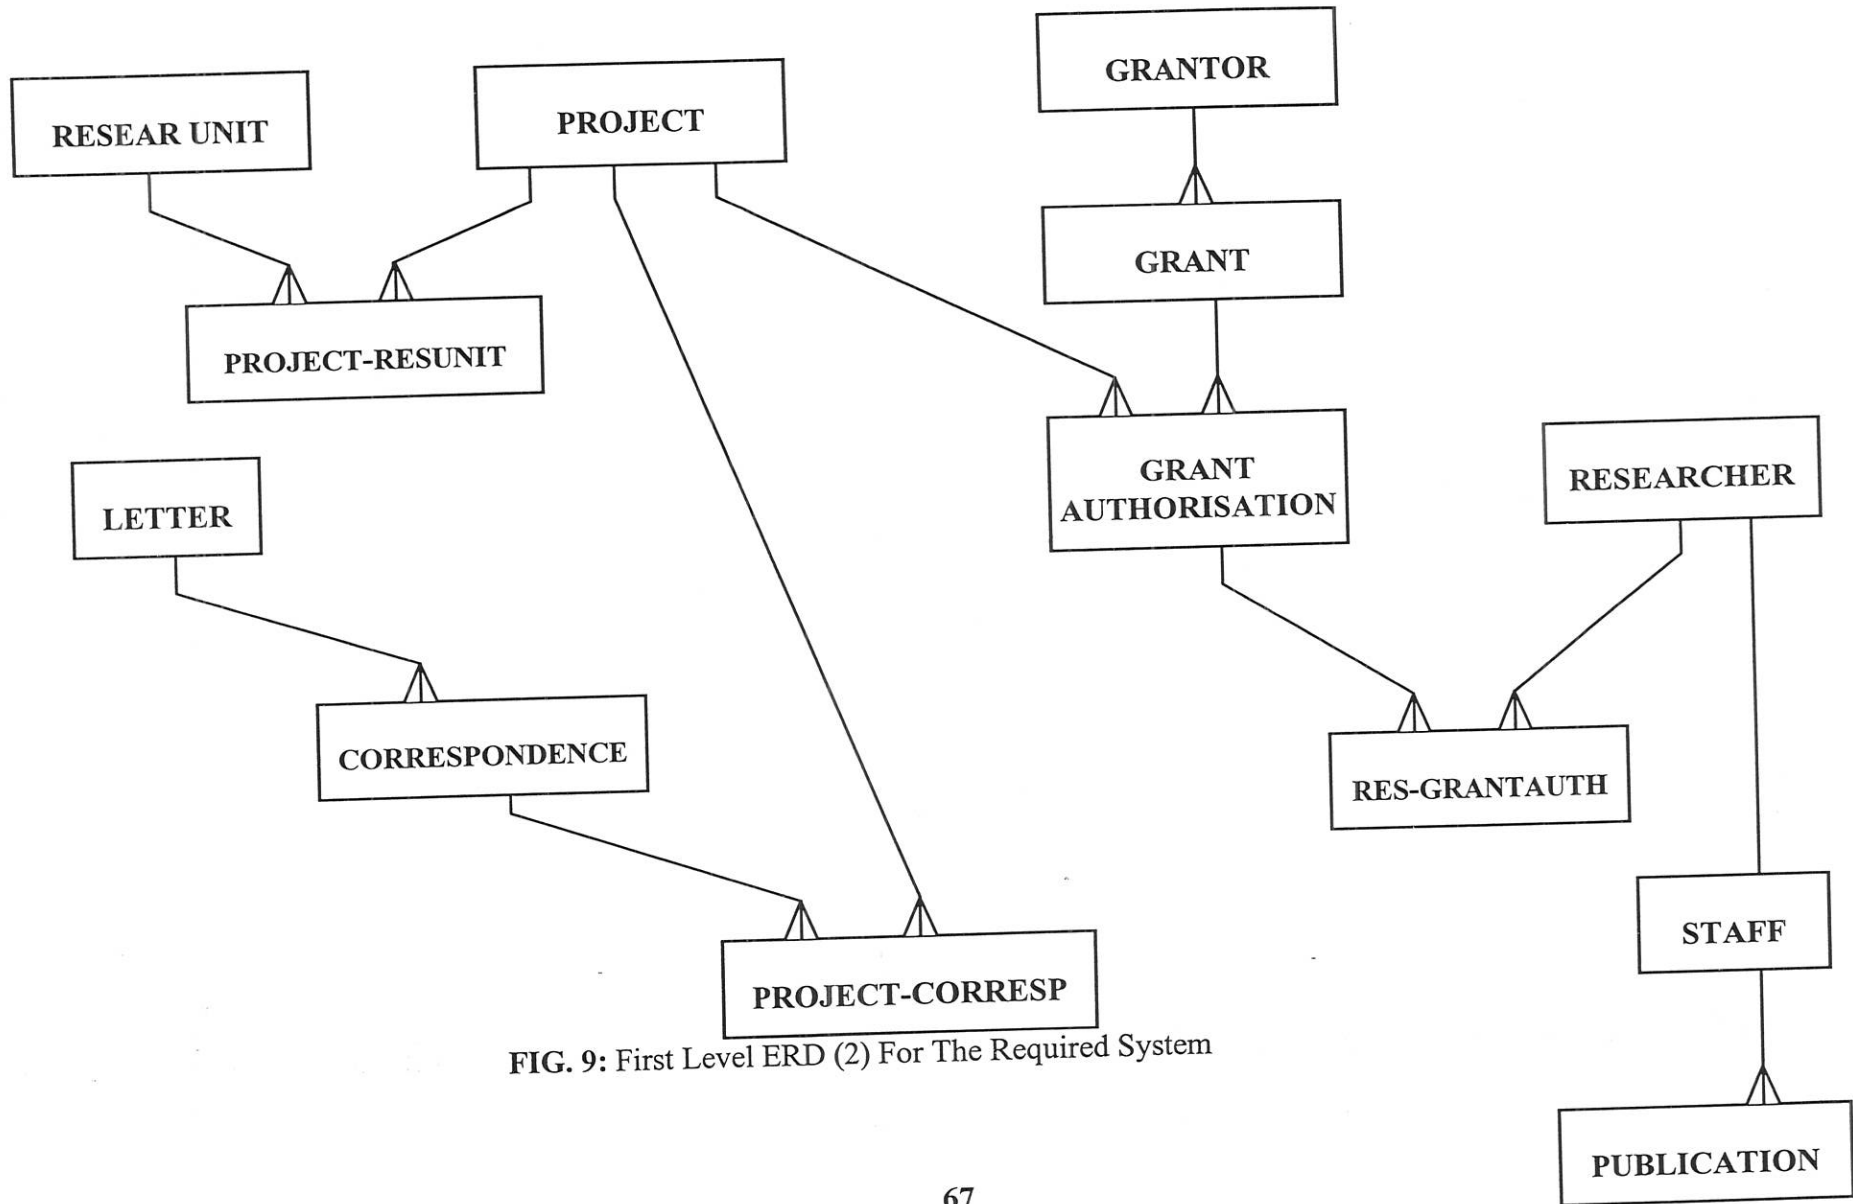 GRANTOR
RESEAR UNIT
PROJECT
GRANT
PROJECT-RESUNIT
LETTER
GRANT
AUTHORISATION
RESEARCHER
CORRESPONDENCE
RES-GRANTAUTH
STAFF
PROJECT-CORRESP
FIG. 9: First Level ERD (2) For The Required System
PUBLICATION
67